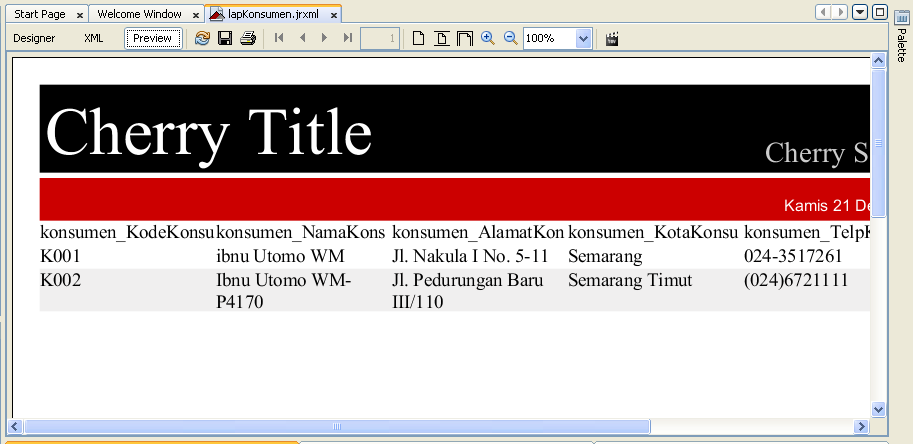 Start Page
Welcome Window
lapKonsumen.jrxml
Designer XML Preview 1 100%
Palette
Cherry Title
Cherry S
Kamis 21 De
konsumen_KodeKonsu konsumen_NamaKons konsumen_AlamatKon konsumen_KotaKonsu konsumen_TelpK
K001 ibnu Utomo WM Jl. Nakula I No. 5-11 Semarang 024-3517261
K002 Ibnu Utomo WM- Jl. Pedurungan Baru Semarang Timut (024)6721111
P4170 III/110